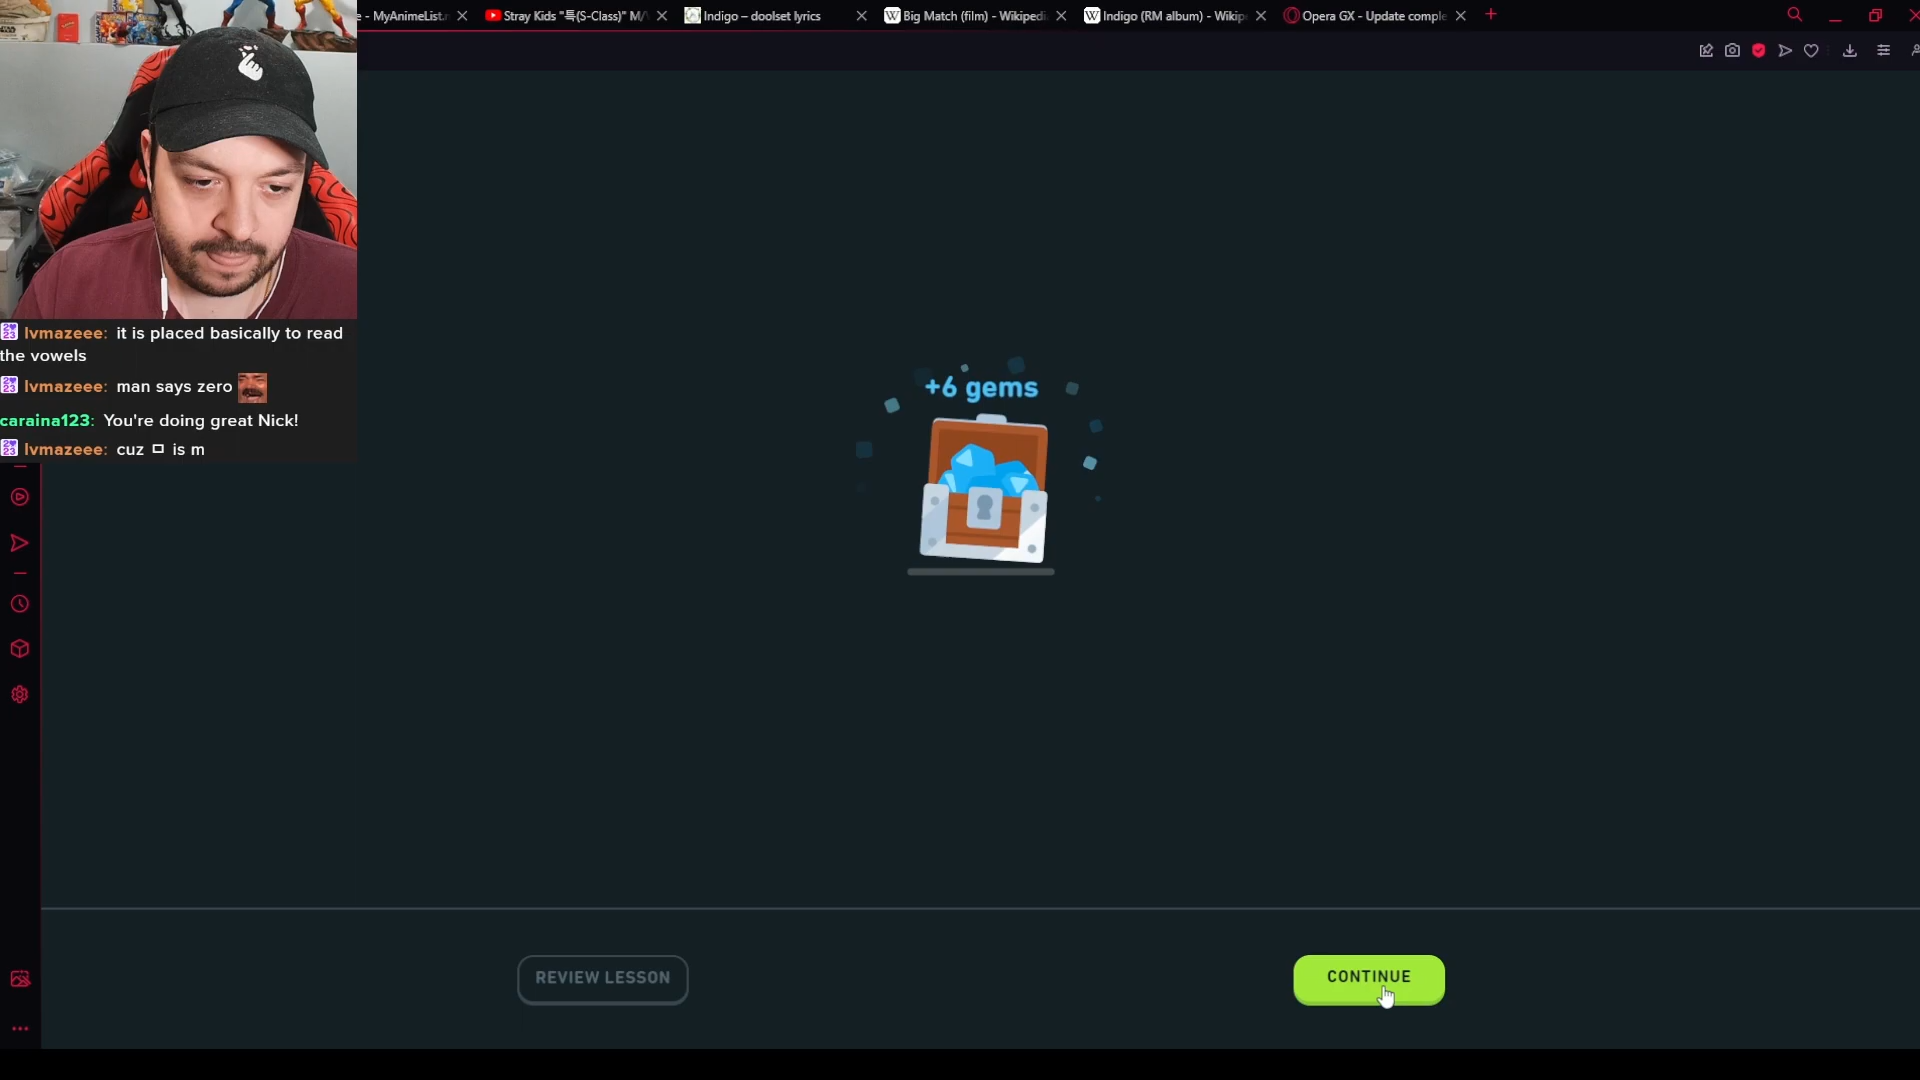 e - MyAnimeList.n
Stray Kids "특(S-Class)" M/V
Indigo – doolset lyrics
Big Match (film) - Wikipedi
Indigo (RM album) - Wikip
Opera GX - Update comple
lvmazeee: it is placed basically to read
the vowels
lvmazeee: man says zero
caraina123: You're doing great Nick!
lvmazeee: cuz ㅁ is m
+6 gems
REVIEW LESSON
CONTINUE